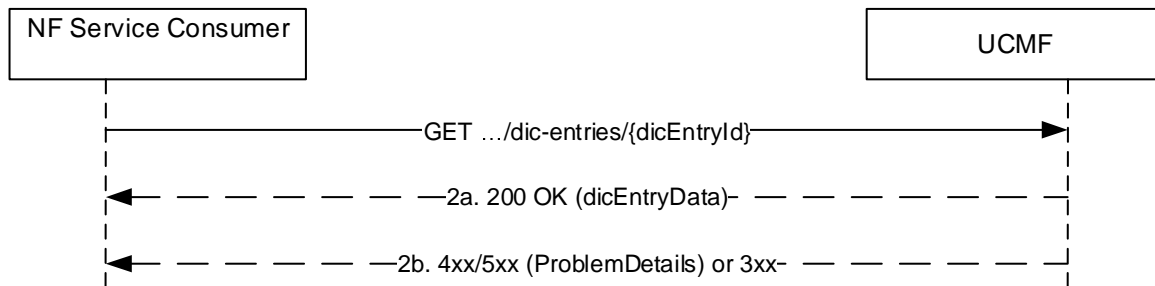 NF Service Consumer
UCMF
GET …/dic-entries/{dicEntryId}
2a. 200 OK (dicEntryData)
2b. 4xx/5xx (ProblemDetails) or 3xx